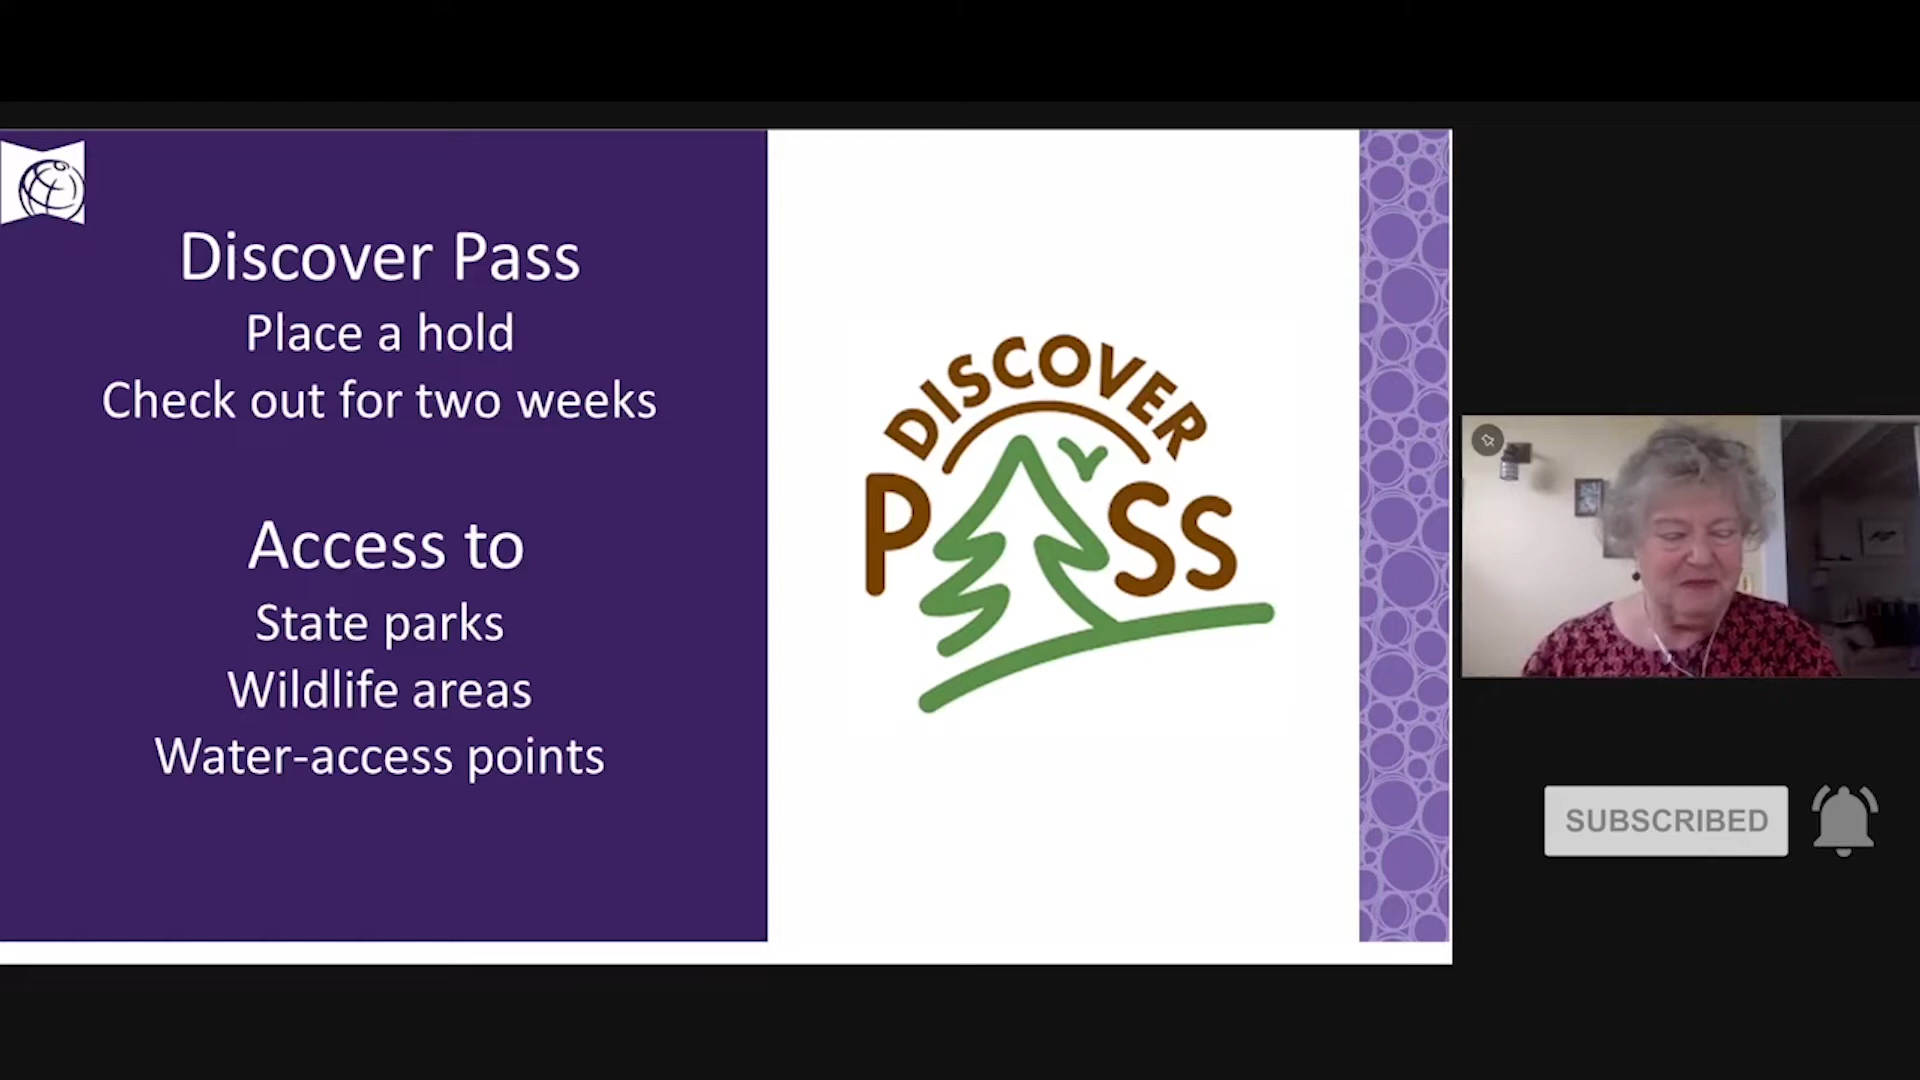 Discover Pass
Place a hold
Check out for two weeks
Access to
State parks
Wildlife areas
Water-access points
DISCOVER
PASS
SUBSCRIBED